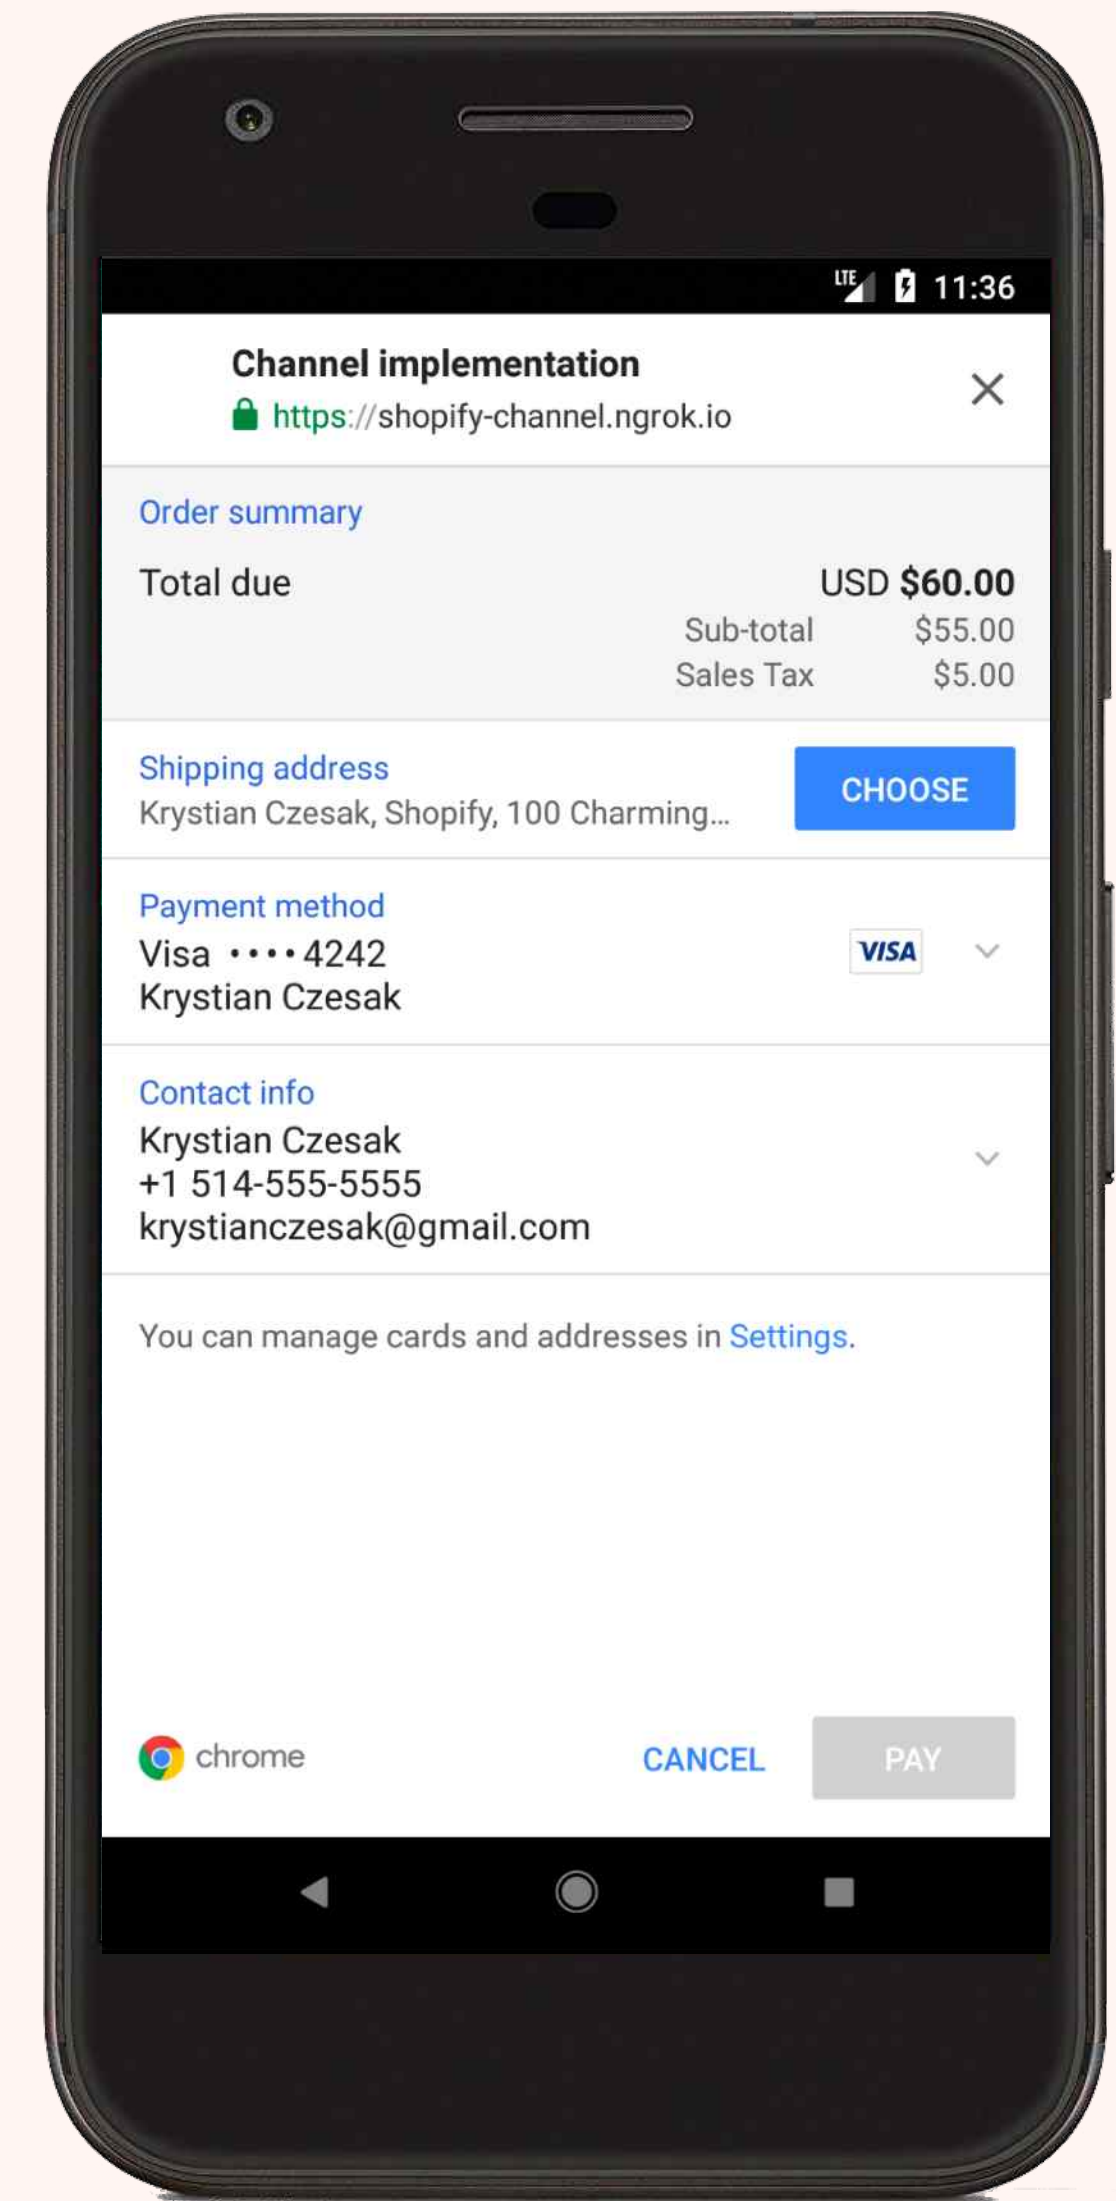 LTE 11:36
Channel implementation
https://shopify-channel.ngrok.io
Order summary
Total due USD $60.00
Sub-total $55.00
Sales Tax $5.00
Shipping address
Krystian Czesak, Shopify, 100 Charming...
CHOOSE
Payment method
Visa ････4242
VISA
Krystian Czesak
Contact info
Krystian Czesak
+1 514-555-5555
krystianczesak@gmail.com
You can manage cards and addresses in Settings.
chrome CANCEL PAY